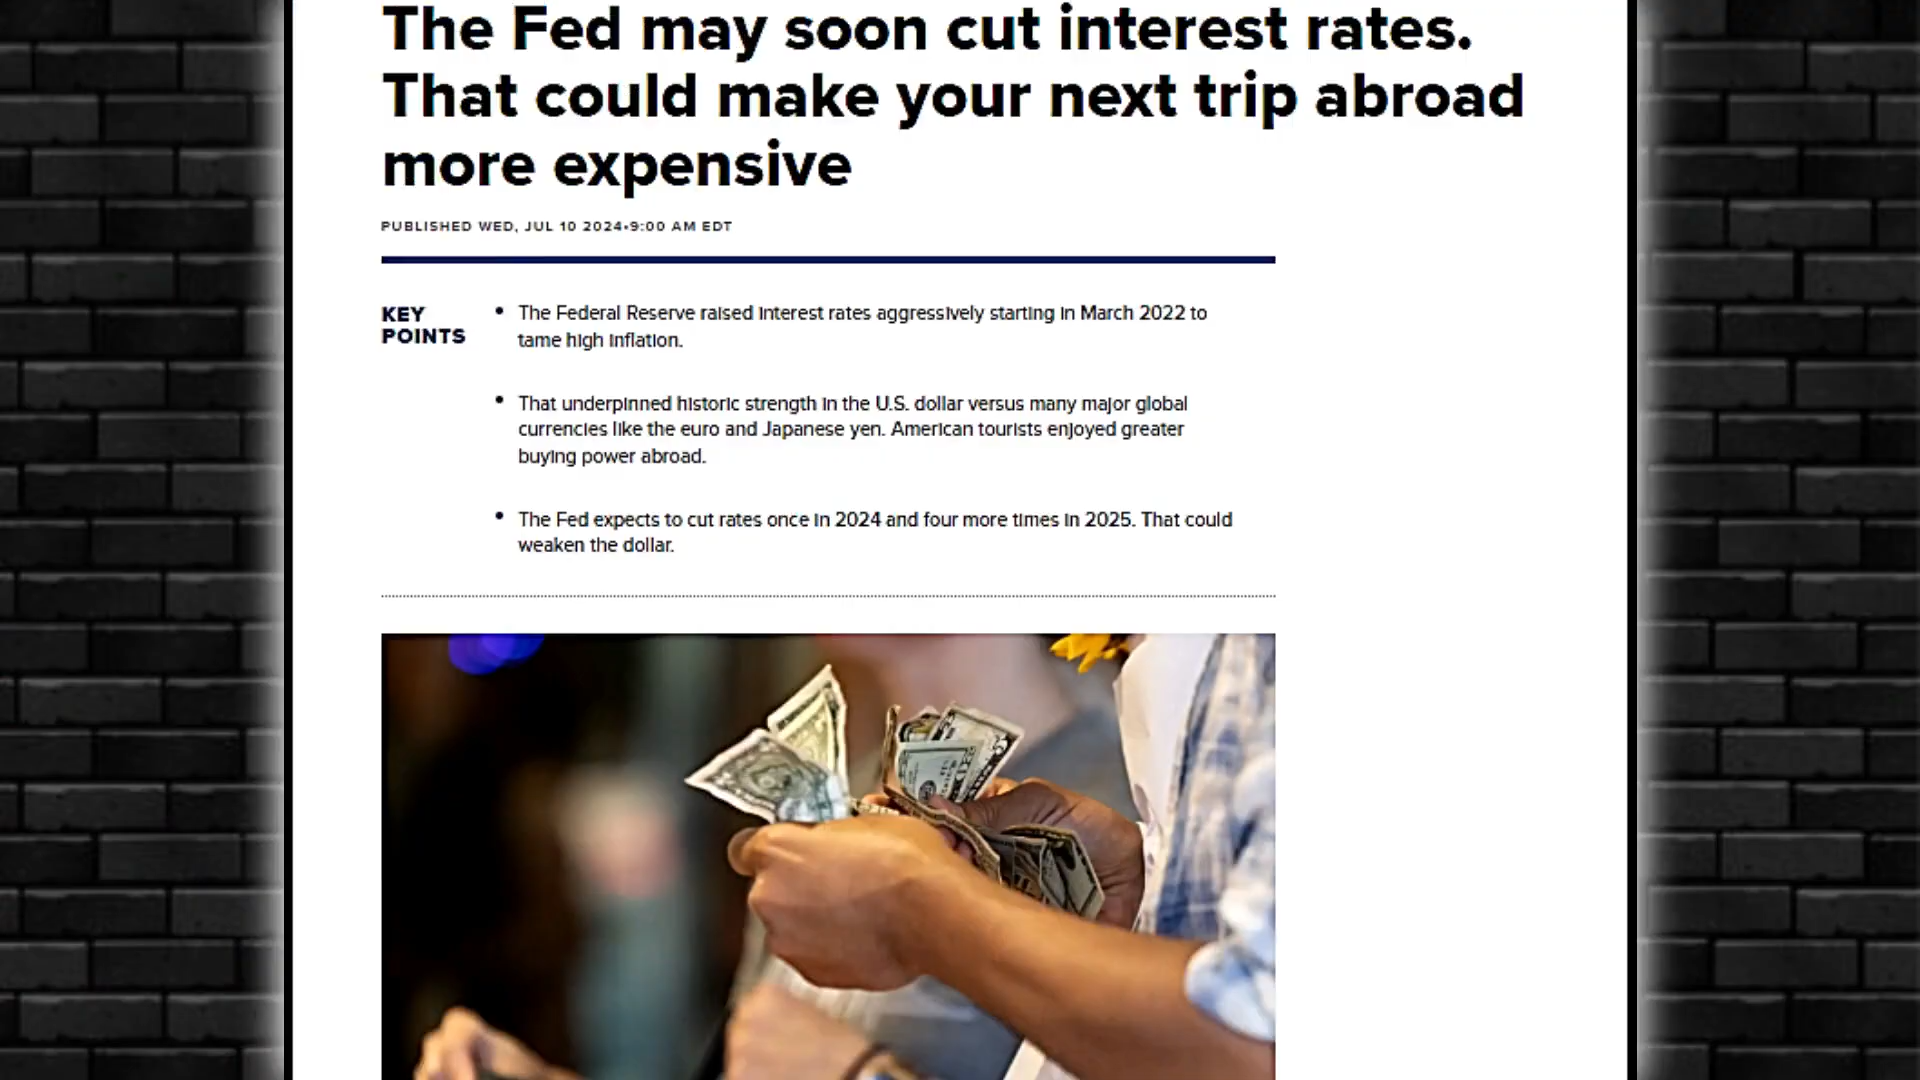 The Fed may soon cut interest rates.
That could make your next trip abroad
more expensive
PUBLISHED WED, JUL 10 2024•9:00 AM EDT
KEY
POINTS
• The Federal Reserve raised interest rates aggressively starting in March 2022 to
tame high inflation.
• That underpinned historic strength in the U.S. dollar versus many major global
currencies like the euro and Japanese yen. American tourists enjoyed greater
buying power abroad.
• The Fed expects to cut rates once in 2024 and four more times in 2025. That could
weaken the dollar.